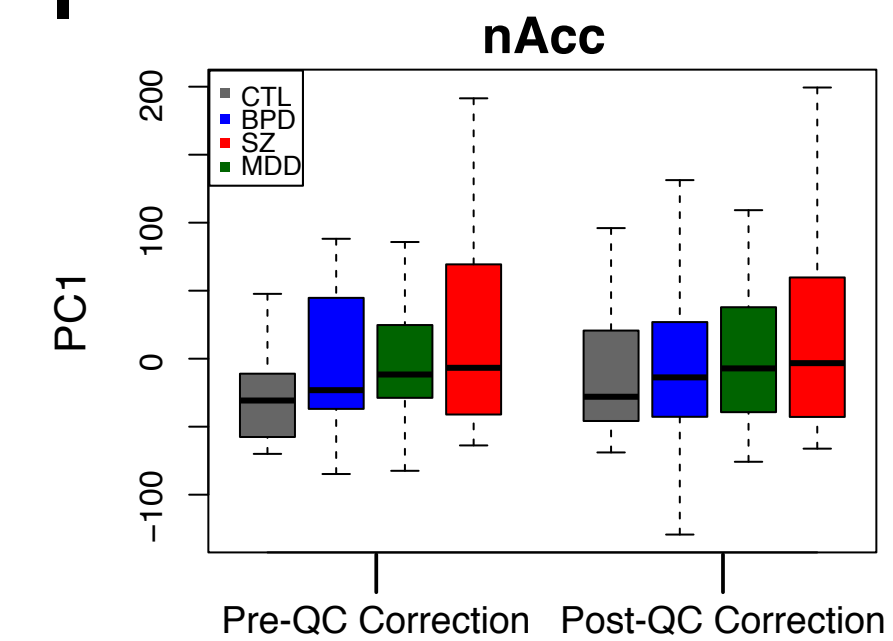 nAcc
CTL
BPD
SZ
MDD
200
100
0
−100
PC1
Pre-QC Correction
Post-QC Correction